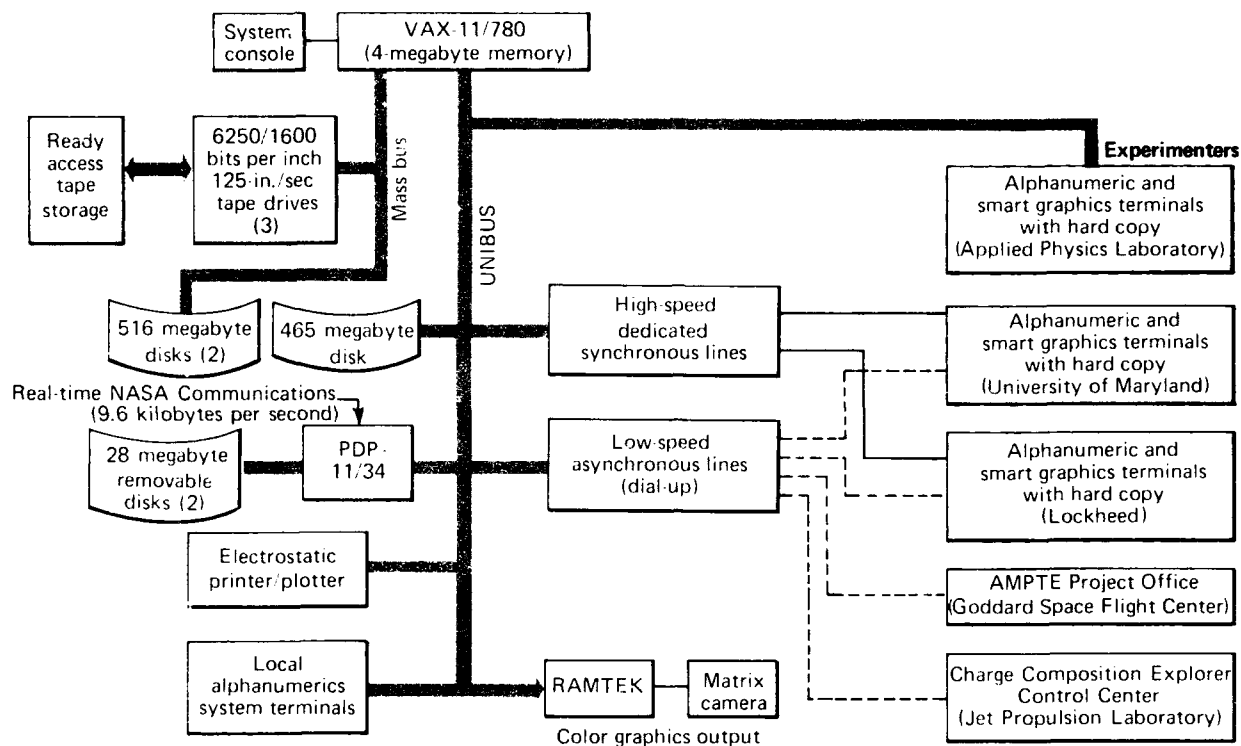 System
console
VAX-11/780
(4-megabyte memory)
Ready
access
tape
storage
6250/1600
bits per inch
125-in./sec
tape drives
(3)
Mass bus
UNIBUS
Experimenters
Alphanumeric and
smart graphics terminals
with hard copy
(Applied Physics Laboratory)
516 megabyte
disks (2)
465 megabyte
disk
High-speed
dedicated
synchronous lines
Alphanumeric and
smart graphics terminals
with hard copy
(University of Maryland)
Real-time NASA Communications
(9.6 kilobytes per second)
28 megabyte
removable
disks (2)
PDP-
11/34
Low-speed
asynchronous lines
(dial-up)
Alphanumeric and
smart graphics terminals
with hard copy
(Lockheed)
Electrostatic
printer/plotter
AMPTE Project Office
(Goddard Space Flight Center)
Local
alphanumerics
system terminals
RAMTEK
Matrix
camera
Color graphics output
Charge Composition Explorer
Control Center
(Jet Propulsion Laboratory)